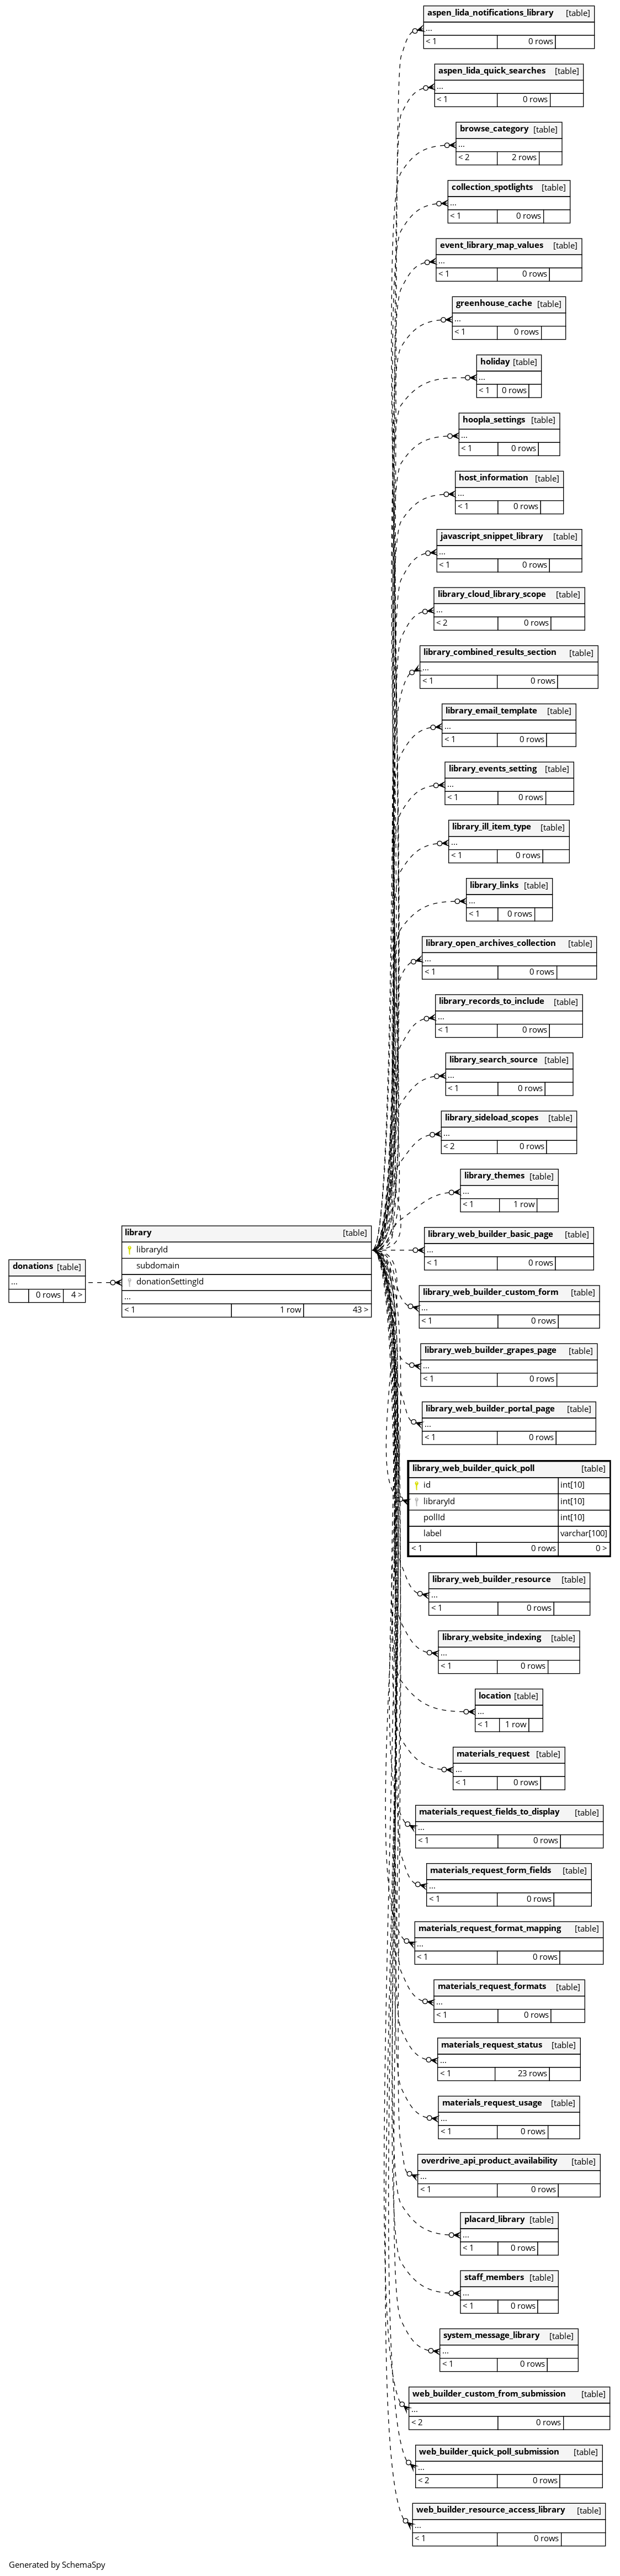 aspen_lida_notifications_library [table]
...
< 1 0 rows
aspen_lida_quick_searches [table]
...
< 1 0 rows
browse_category [table]
...
< 2 2 rows
collection_spotlights [table]
...
< 1 0 rows
event_library_map_values [table]
...
< 1 0 rows
greenhouse_cache [table]
...
< 1 0 rows
holiday [table]
...
< 1 0 rows
hoopla_settings [table]
...
< 1 0 rows
host_information [table]
...
< 1 0 rows
javascript_snippet_library [table]
...
< 1 0 rows
library_cloud_library_scope [table]
...
< 2 0 rows
library_combined_results_section [table]
...
< 1 0 rows
library_email_template [table]
...
< 1 0 rows
library_events_setting [table]
...
< 1 0 rows
library_ill_item_type [table]
...
< 1 0 rows
library_links [table]
...
< 1 0 rows
library_open_archives_collection [table]
...
< 1 0 rows
library_records_to_include [table]
...
< 1 0 rows
library_search_source [table]
...
< 1 0 rows
library_sideload_scopes [table]
...
< 2 0 rows
library_themes [table]
...
< 1 1 row
donations [table]
...
0 rows 4 >
library [table]
libraryId
subdomain
donationSettingId
...
< 1 1 row 43 >
library_web_builder_basic_page [table]
...
< 1 0 rows
library_web_builder_custom_form [table]
...
< 1 0 rows
library_web_builder_grapes_page [table]
...
< 1 0 rows
library_web_builder_portal_page [table]
...
< 1 0 rows
library_web_builder_quick_poll [table]
id int[10]
libraryId int[10]
pollId int[10]
label varchar[100]
< 1 0 rows 0 >
library_web_builder_resource [table]
...
< 1 0 rows
library_website_indexing [table]
...
< 1 0 rows
location [table]
...
< 1 1 row
materials_request [table]
...
< 1 0 rows
materials_request_fields_to_display [table]
...
< 1 0 rows
materials_request_form_fields [table]
...
< 1 0 rows
materials_request_format_mapping [table]
...
< 1 0 rows
materials_request_formats [table]
...
< 1 0 rows
materials_request_status [table]
...
< 1 23 rows
materials_request_usage [table]
...
< 1 0 rows
overdrive_api_product_availability [table]
...
< 1 0 rows
placard_library [table]
...
< 1 0 rows
staff_members [table]
...
< 1 0 rows
system_message_library [table]
...
< 1 0 rows
web_builder_custom_from_submission [table]
...
< 2 0 rows
web_builder_quick_poll_submission [table]
...
< 2 0 rows
web_builder_resource_access_library [table]
...
< 1 0 rows
Generated by SchemaSpy